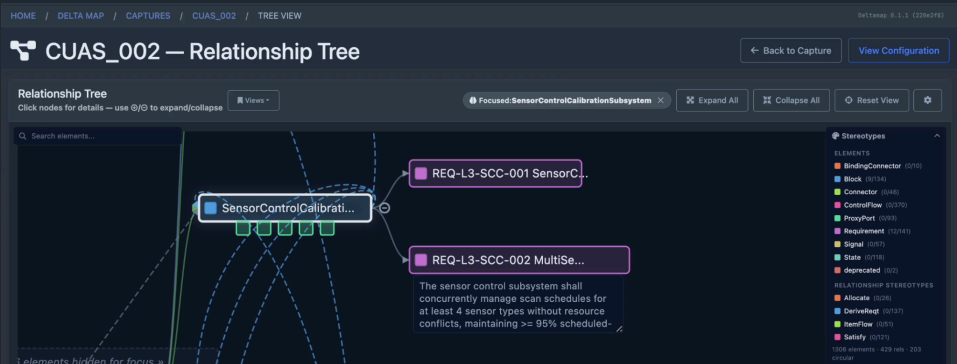 HOME / DELTA MAP / CAPTURES / CUAS_002 / TREE VIEW
Deltamap 0.1.1 (220e2f8)
CUAS_002 — Relationship Tree
← Back to Capture
View Configuration
Relationship Tree
Click nodes for details — use ⊕/⊖ to expand/collapse
Views
Focused: SensorControlCalibrationSubsystem ×
Expand All
Collapse All
Reset View
Search elements...
SensorControlCalibrati...
REQ-L3-SCC-001 SensorC...
REQ-L3-SCC-002 MultiSe...
The sensor control subsystem shall
concurrently manage scan schedules for
at least 4 sensor types without resource
conflicts, maintaining >= 95% scheduled-
elements hidden for focus »
Stereotypes
ELEMENTS
BindingConnector (0/10)
Block (9/134)
Connector (0/46)
ControlFlow (0/370)
ProxyPort (0/93)
Requirement (12/141)
Signal (0/57)
State (0/118)
deprecated (0/2)
RELATIONSHIP STEREOTYPES
Allocate (0/26)
DeriveReqt (0/137)
ItemFlow (0/51)
Satisfy (0/121)
1306 elements · 429 rels · 203
circular